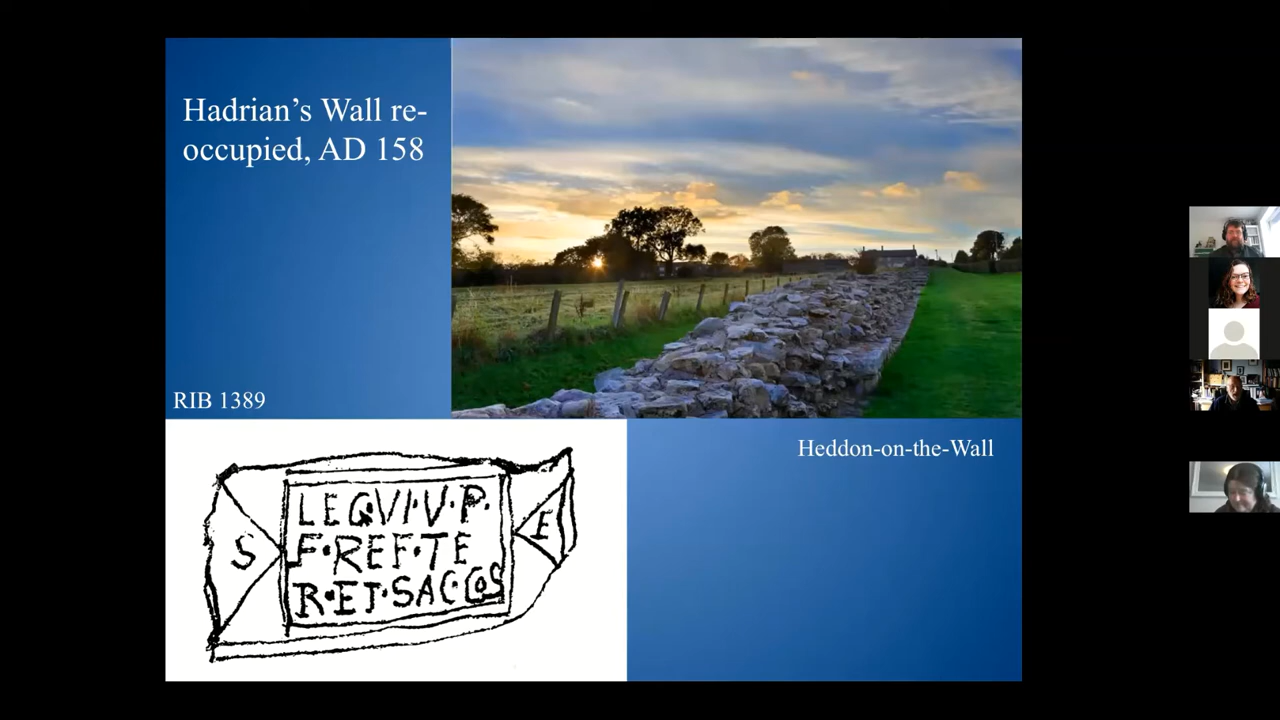 Hadrian’s Wall re-
occupied, AD 158
RIB 1389
Heddon-on-the-Wall
LEG·VI·V·P·
S F·REF·TE E
R·ET·SAC·COS